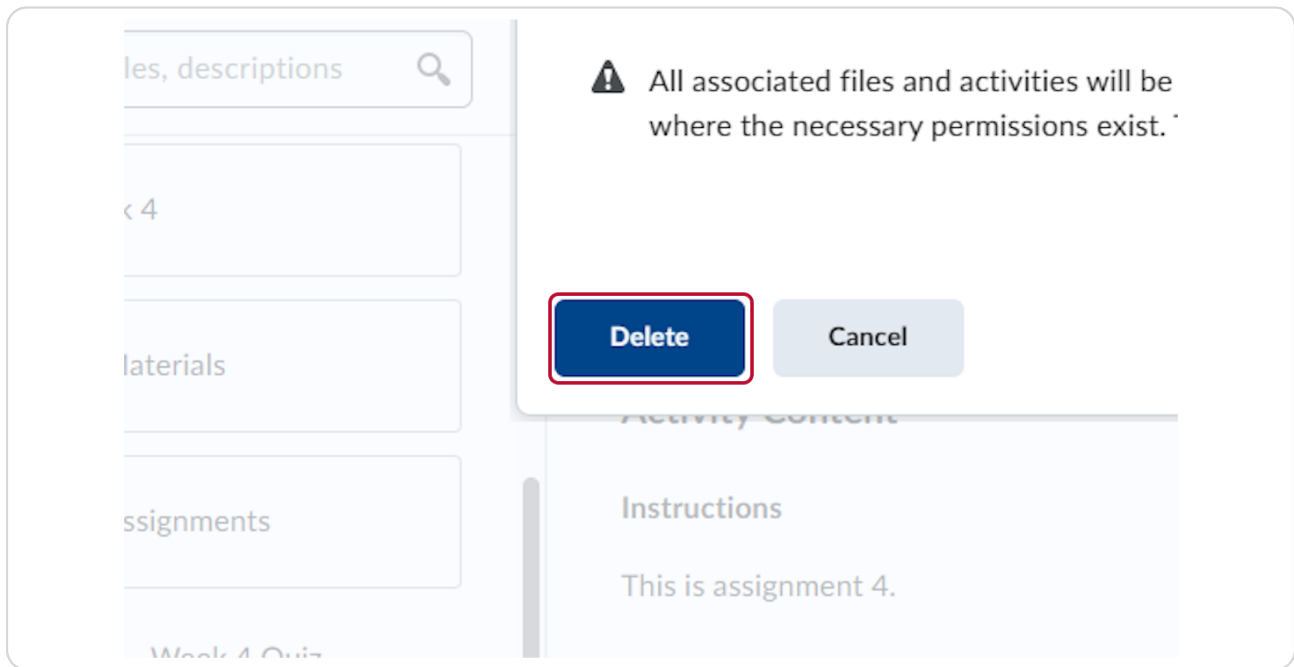 les, descriptions
All associated files and activities will be
where the necessary permissions exist.
4
Materials
Delete
Cancel
ssignments
Activity Content
Instructions
This is assignment 4.
Week 4 Quiz